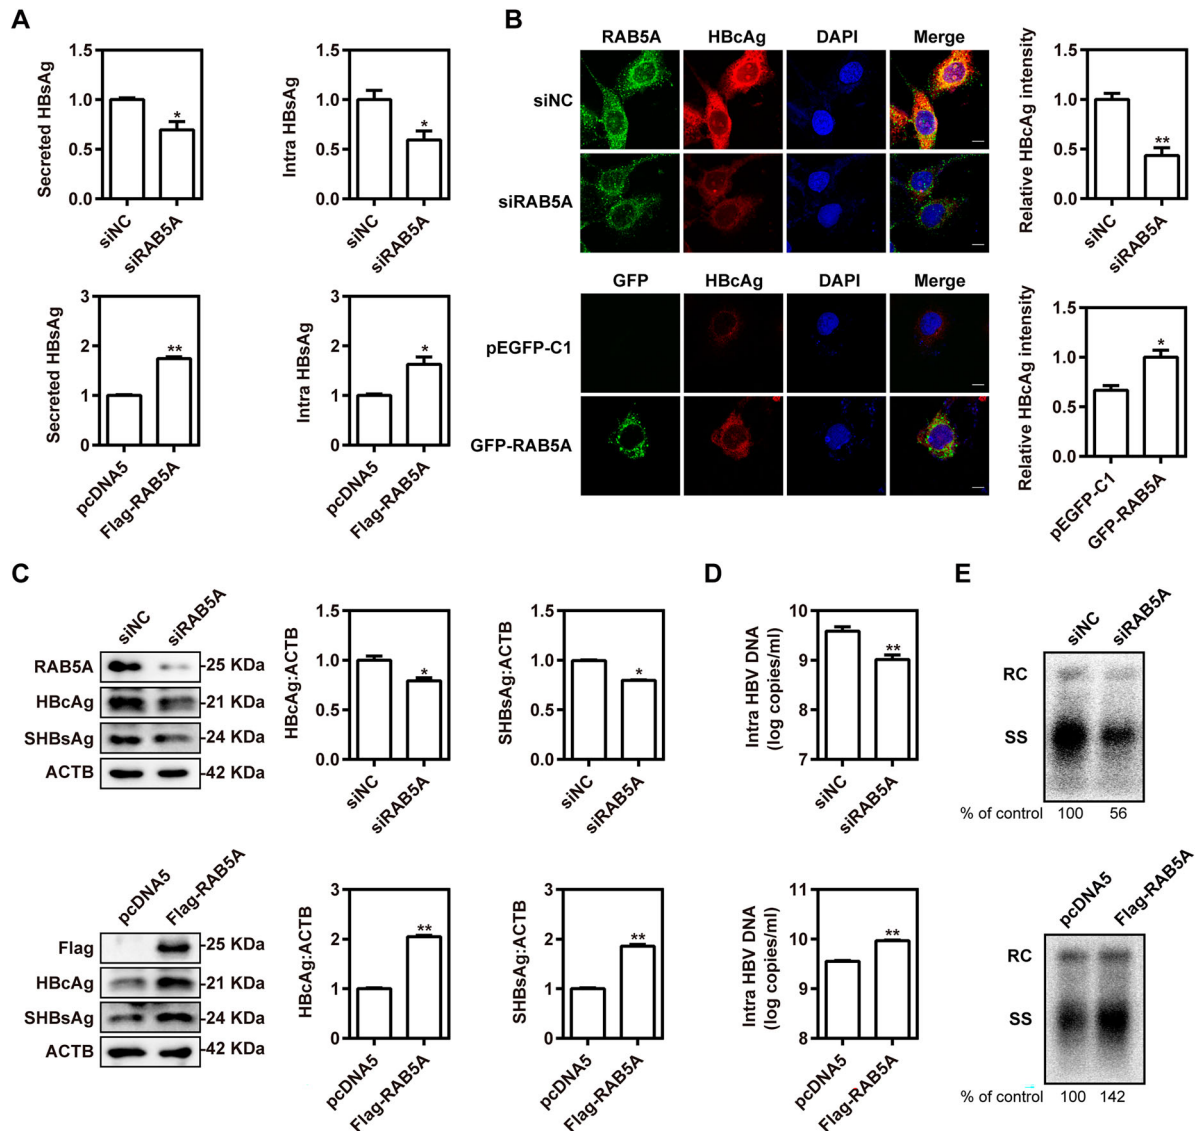 A
Secreted HBsAg
1.5
1.0
0.5
0.0
*
siNC
siRAB5A
Intra HBsAg
1.5
1.0
0.5
0.0
*
siNC
siRAB5A
Secreted HBsAg
3
2
1
0
**
pcDNA5
Flag-RAB5A
Intra HBsAg
3
2
1
0
*
pcDNA5
Flag-RAB5A
B
RAB5A HBcAg DAPI Merge
siNC
siRAB5A
Relative HBcAg intensity
1.5
1.0
0.5
0.0
**
siNC
siRAB5A
GFP HBcAg DAPI Merge
pEGFP-C1
GFP-RAB5A
Relative HBcAg intensity
1.5
1.0
0.5
0.0
*
pEGFP-C1
GFP-RAB5A
C
siNC siRAB5A
RAB5A -25 KDa
HBcAg -21 KDa
SHBsAg -24 KDa
ACTB -42 KDa
HBcAg:ACTB
1.5
1.0
0.5
0.0
*
siNC
siRAB5A
SHBsAg:ACTB
1.5
1.0
0.5
0.0
*
siNC
siRAB5A
pcDNA5 Flag-RAB5A
Flag -25 KDa
HBcAg -21 KDa
SHBsAg -24 KDa
ACTB -42 KDa
HBcAg:ACTB
3
2
1
0
**
pcDNA5
Flag-RAB5A
SHBsAg:ACTB
3
2
1
0
**
pcDNA5
Flag-RAB5A
D
Intra HBV DNA
(log copies/ml)
10
9
8
7
**
siNC
siRAB5A
Intra HBV DNA
(log copies/ml)
11
10
9
8
**
pcDNA5
Flag-RAB5A
E
siNC siRAB5A
RC
SS
% of control 100 56
pcDNA5 Flag-RAB5A
RC
SS
% of control 100 142